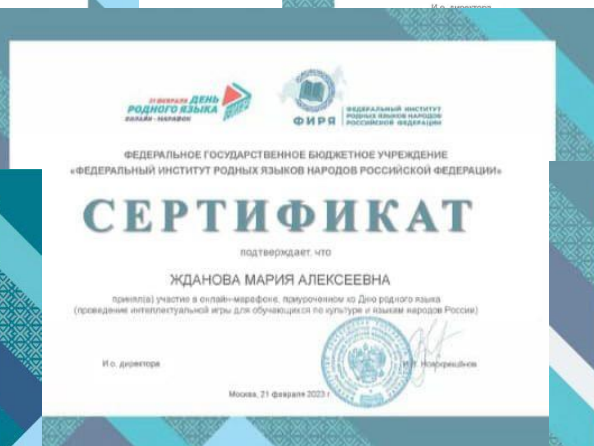 И.о. директора
21 ФЕВРАЛЯ ДЕНЬ
РОДНОГО ЯЗЫКА
ОНЛАЙН - МАРАФОН
ФИРЯ
ФЕДЕРАЛЬНЫЙ ИНСТИТУТ
РОДНЫХ ЯЗЫКОВ НАРОДОВ
РОССИЙСКОЙ ФЕДЕРАЦИИ
ФЕДЕРАЛЬНОЕ ГОСУДАРСТВЕННОЕ БЮДЖЕТНОЕ УЧРЕЖДЕНИЕ
«ФЕДЕРАЛЬНЫЙ ИНСТИТУТ РОДНЫХ ЯЗЫКОВ НАРОДОВ РОССИЙСКОЙ ФЕДЕРАЦИИ»
СЕРТИФИКАТ
подтверждает, что
ЖДАНОВА МАРИЯ АЛЕКСЕЕВНА
принял(а) участие в онлайн-марафоне, приуроченном ко Дню родного языка
(проведение интеллектуальной игры для обучающихся по культуре и языкам народов России)
И.о. директора
Москва, 21 февраля 2023 г.